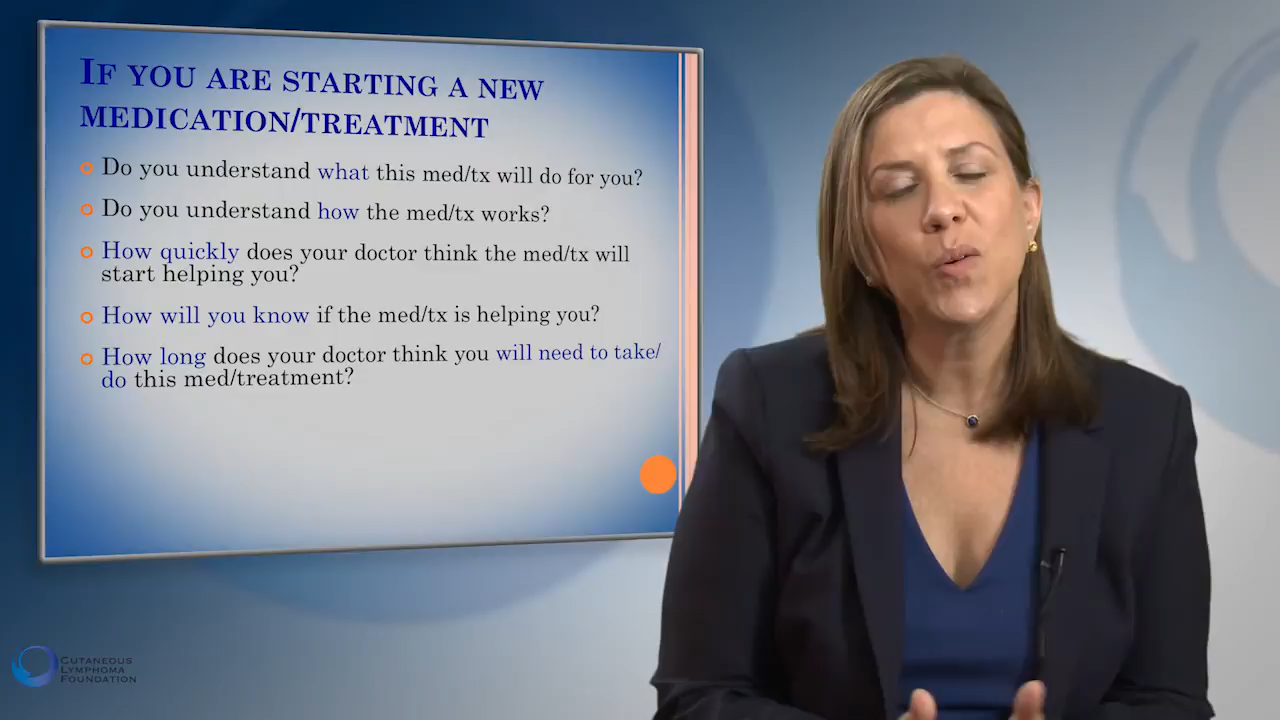 IF YOU ARE STARTING A NEW
MEDICATION/TREATMENT
Do you understand what this med/tx will do for you?
Do you understand how the med/tx works?
How quickly does your doctor think the med/tx will
start helping you?
How will you know if the med/tx is helping you?
How long does your doctor think you will need to take/
do this med/treatment?
CUTANEOUS
LYMPHOMA
FOUNDATION